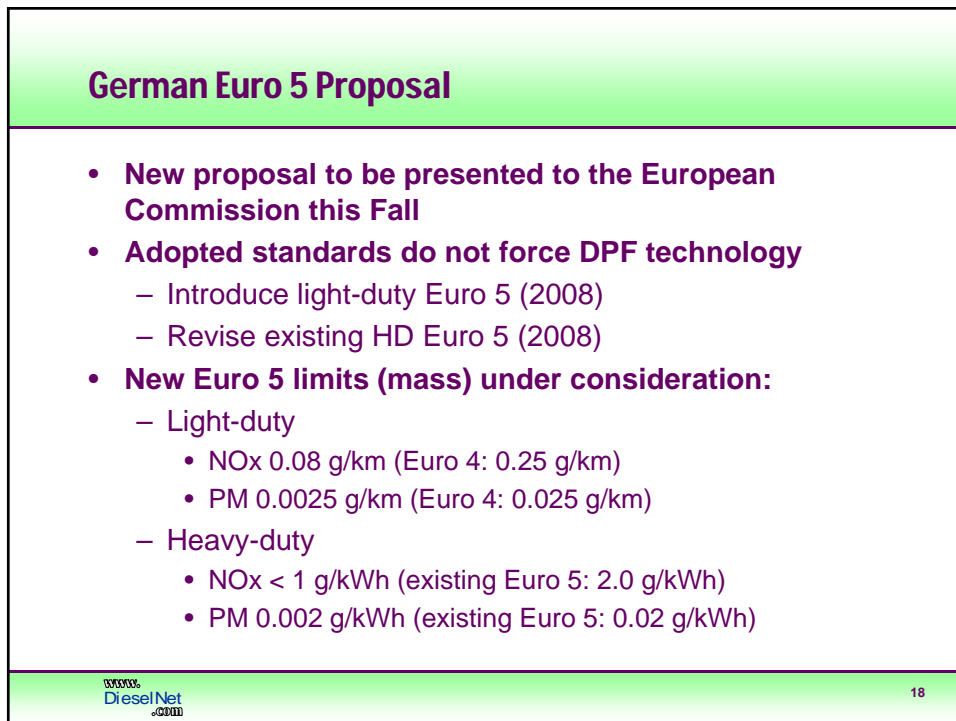 German Euro 5 Proposal
• New proposal to be presented to the European
Commission this Fall
• Adopted standards do not force DPF technology
– Introduce light-duty Euro 5 (2008)
– Revise existing HD Euro 5 (2008)
• New Euro 5 limits (mass) under consideration:
– Light-duty
• NOx 0.08 g/km (Euro 4: 0.25 g/km)
• PM 0.0025 g/km (Euro 4: 0.025 g/km)
– Heavy-duty
• NOx < 1 g/kWh (existing Euro 5: 2.0 g/kWh)
• PM 0.002 g/kWh (existing Euro 5: 0.02 g/kWh)
www.
DieselNet
.com
18